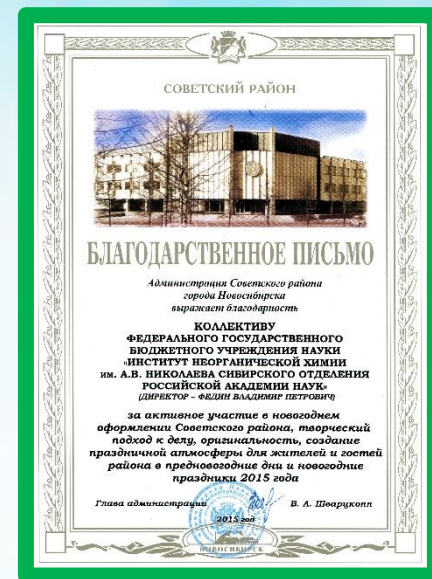 СОВЕТСКИЙ РАЙОН
БЛАГОДАРСТВЕННОЕ ПИСЬМО
Администрация Советского района
города Новосибирска
выражает благодарность
КОЛЛЕКТИВУ
ФЕДЕРАЛЬНОГО ГОСУДАРСТВЕННОГО
БЮДЖЕТНОГО УЧРЕЖДЕНИЯ НАУКИ
«ИНСТИТУТ НЕОРГАНИЧЕСКОЙ ХИМИИ
им. А.В. НИКОЛАЕВА СИБИРСКОГО ОТДЕЛЕНИЯ
РОССИЙСКОЙ АКАДЕМИИ НАУК»
(ДИРЕКТОР – ФЕДИН ВЛАДИМИР ПЕТРОВИЧ)
за активное участие в новогоднем
оформлении Советского района, творческий
подход к делу, оригинальность, создание
праздничной атмосферы для жителей и гостей
района в предновогодние дни и новогодние
праздники 2015 года
Глава администрации В. А. Шварцкопп
2015 год
НОВОСИБИРСК